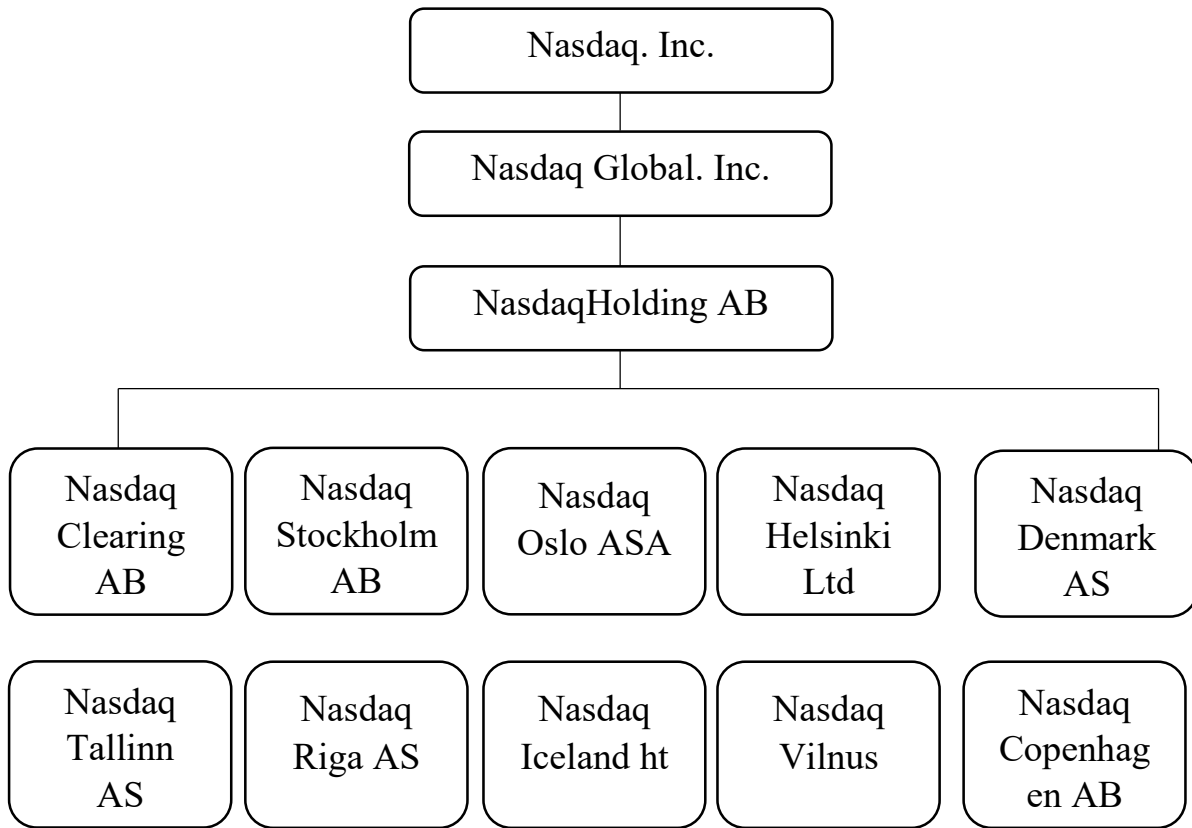 Nasdaq. Inc.
Nasdaq Global. Inc.
NasdaqHolding AB
Nasdaq
Clearing
AB
Nasdaq
Stockholm
AB
Nasdaq
Oslo ASA
Nasdaq
Helsinki
Ltd
Nasdaq
Denmark
AS
Nasdaq
Tallinn
AS
Nasdaq
Riga AS
Nasdaq
Iceland ht
Nasdaq
Vilnus
Nasdaq
Copenhag
en AB